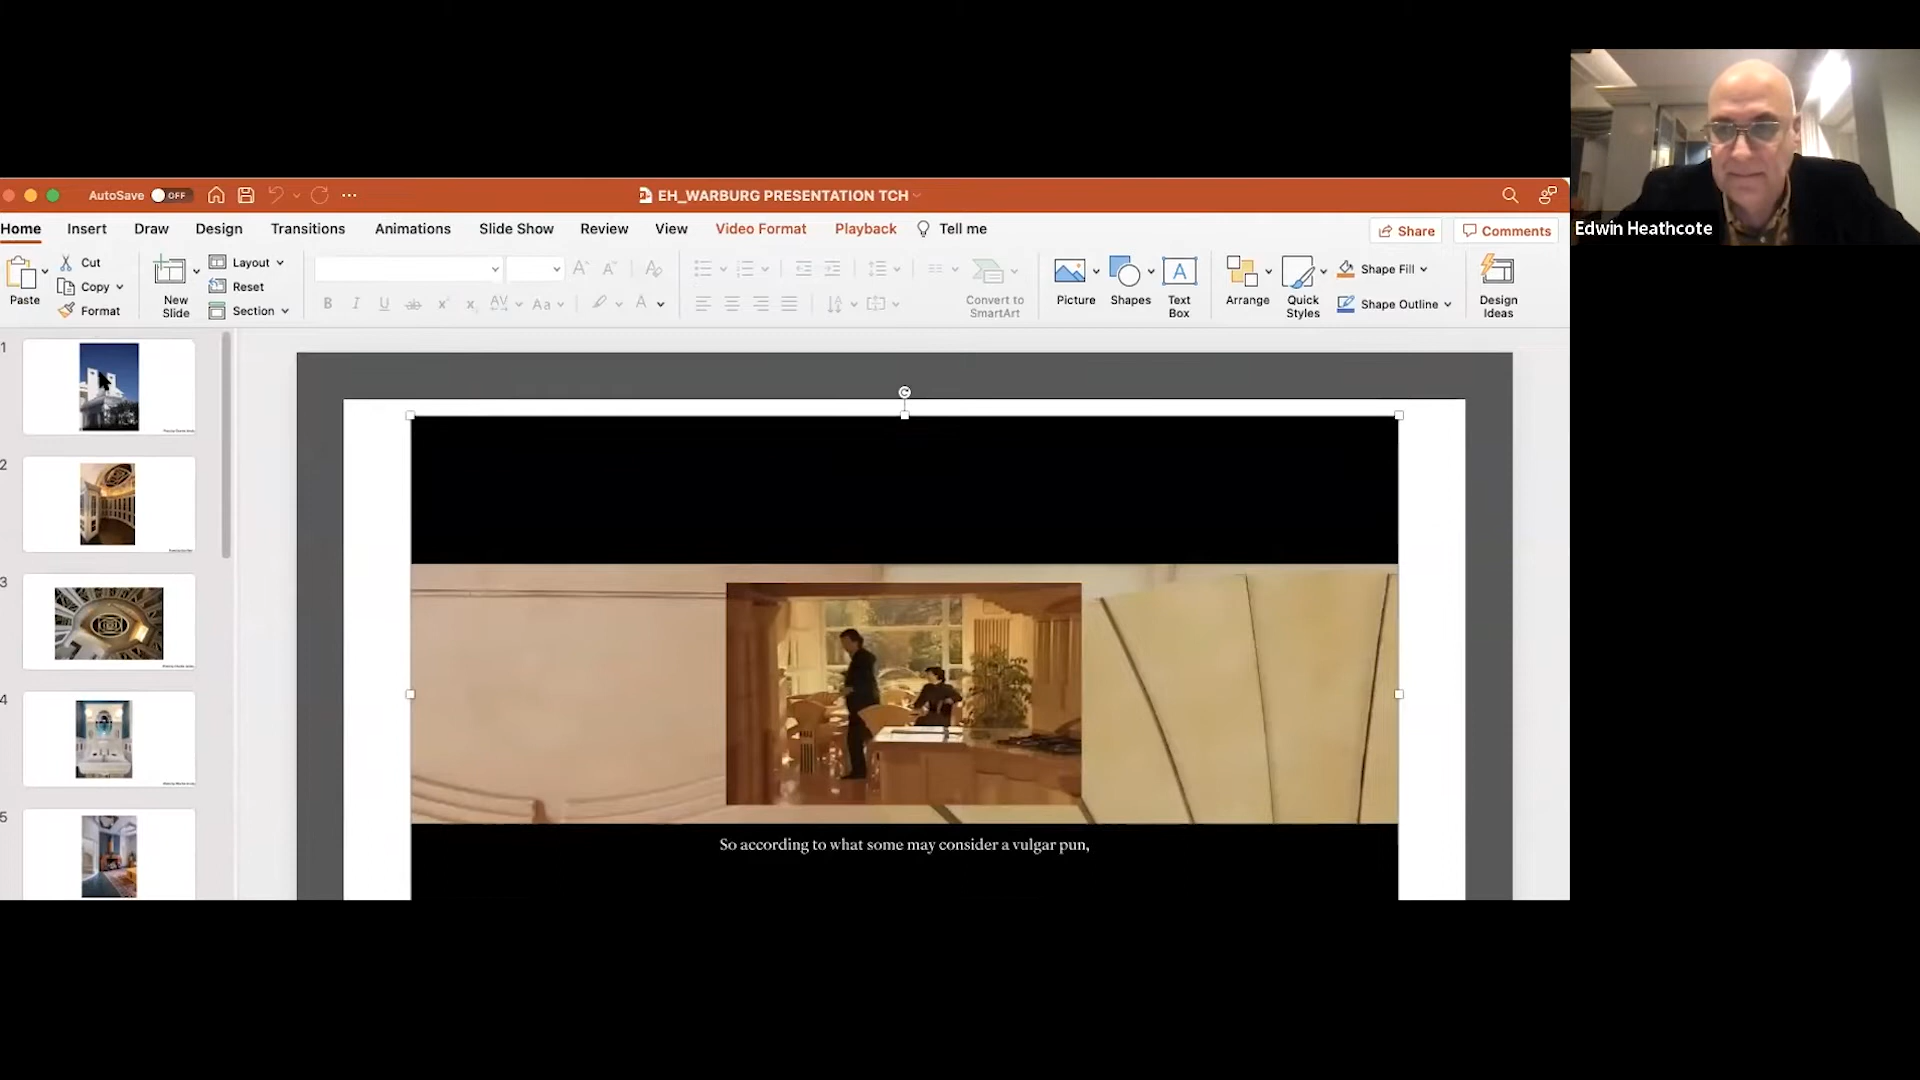 AutoSave OFF
EH_WARBURG PRESENTATION TCH
Home Insert Draw Design Transitions Animations Slide Show Review View Video Format Playback Tell me
Share Comments
Paste
Cut
Copy
Format
New Slide
Layout
Reset
Section
B I U ab x x AV Aa A
Convert to SmartArt
Picture
Shapes
A
Text Box
Arrange
Quick Styles
Shape Fill
Shape Outline
Design Ideas
1
2
3
4
5
So according to what some may consider a vulgar pun,
Edwin Heathcote